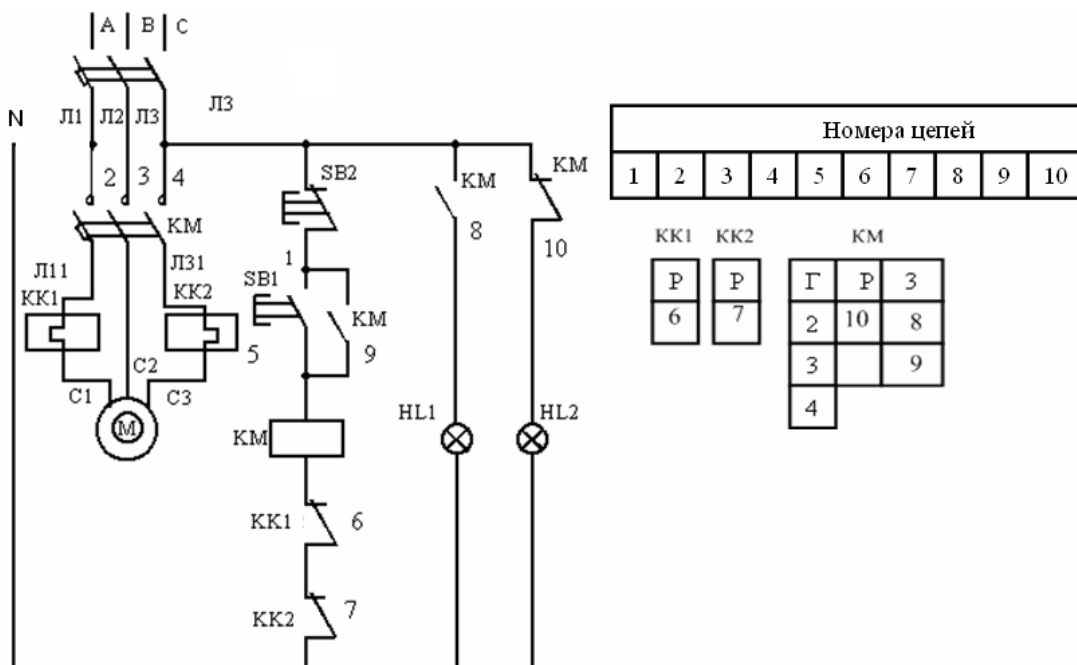 A B C
Л3
N
Л1 Л2 Л3
Номера цепей
1 2 3 4 5 6 7 8 9 10
2 3 4
SB2
KM
KM
KM
8
10
KK1 KK2 KM
Л11
Л31
1
KK1
KK2
SB1
KM
P P Г P З
6 7 2 10 8
5
9
3 9
C2
C1
C3
4
M
HL1
HL2
KM
KK1
6
KK2
7